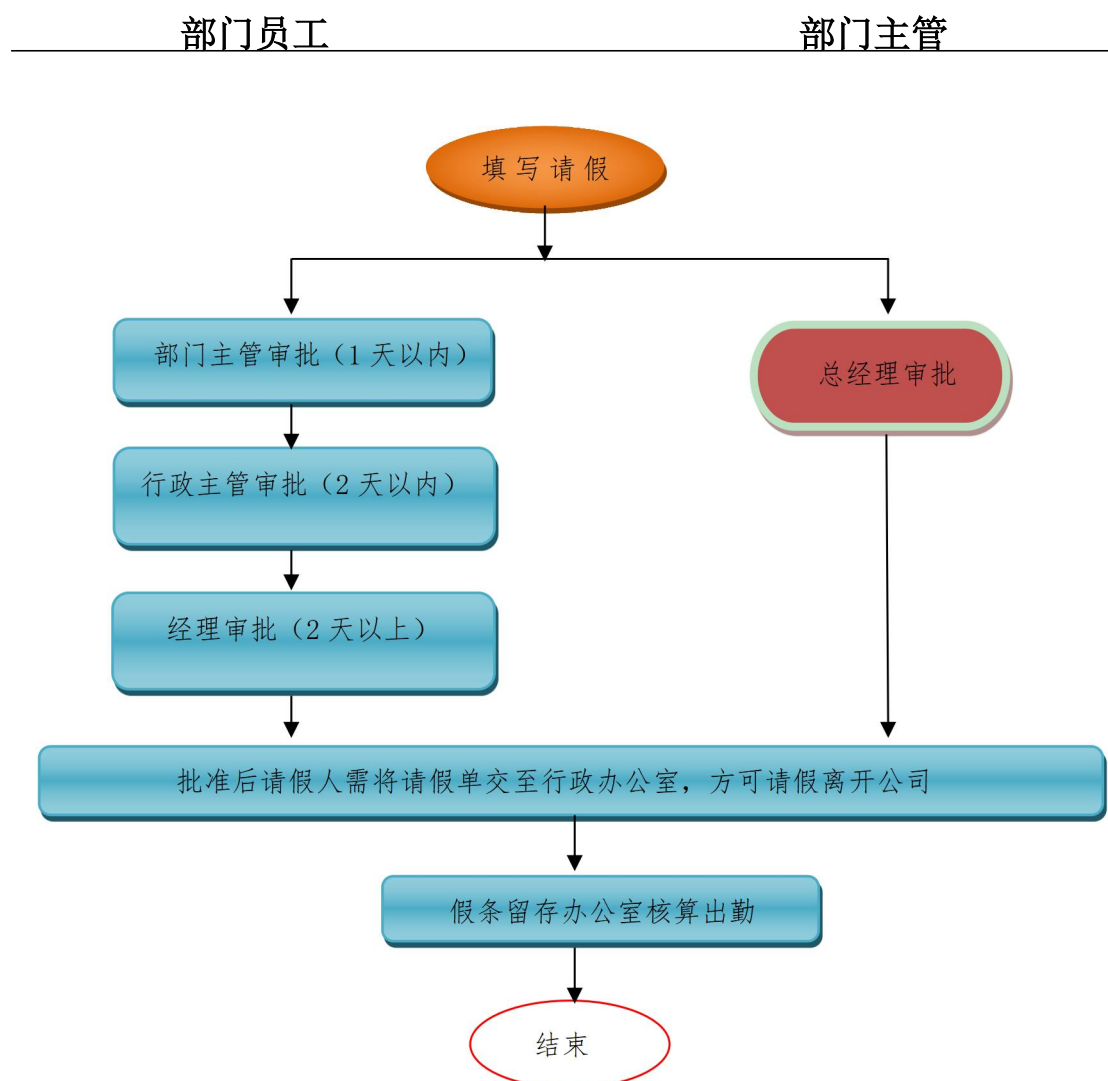 部门员工
部门主管
填写请假
部门主管审批（1 天以内）
总经理审批
行政主管审批（2 天以内）
经理审批（2 天以上）
批准后请假人需将请假单交至行政办公室，方可请假离开公司
假条留存办公室核算出勤
结束